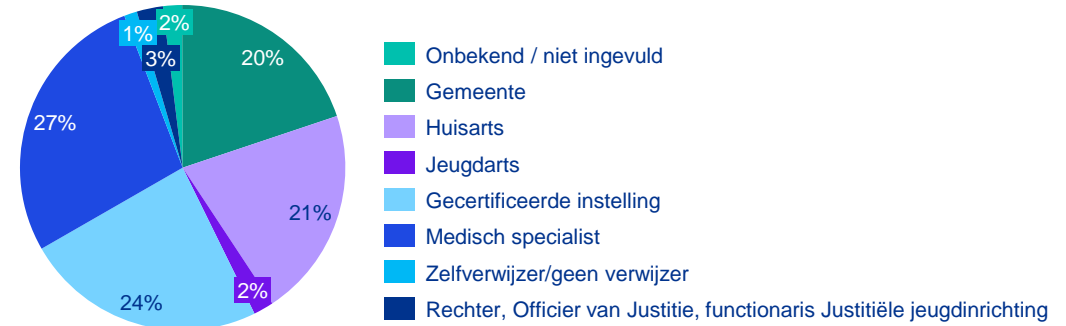 2%
1%
3%
20%
27%
21%
2%
24%
Onbekend / niet ingevuld
Gemeente
Huisarts
Jeugdarts
Gecertificeerde instelling
Medisch specialist
Zelfverwijzer/geen verwijzer
Rechter, Officier van Justitie, functionaris Justitiële jeugdinrichting